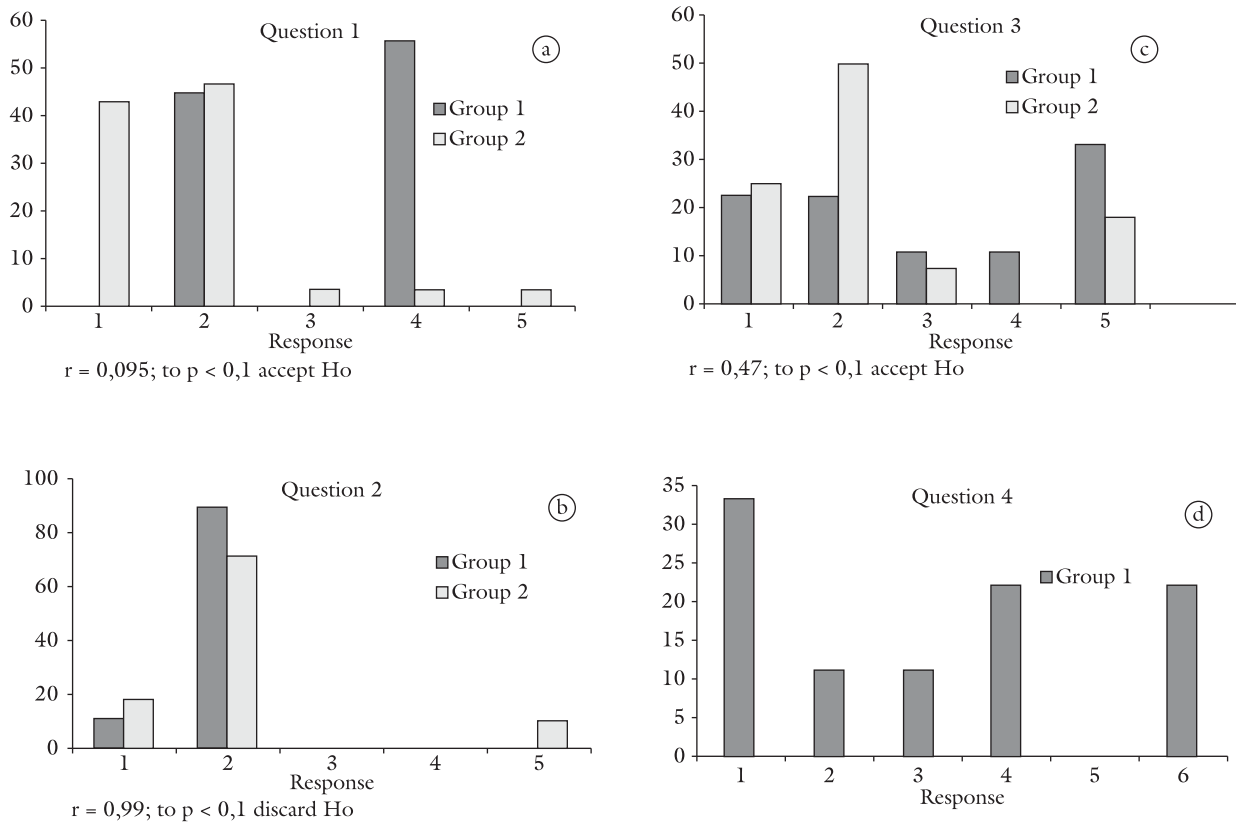 Question 1
a
60
50
40
30
20
10
0
Group 1
Group 2
1 2 3 4 5
Response
r = 0,095; to p < 0,1 accept Ho
Question 3
c
60
50
40
30
20
10
0
Group 1
Group 2
1 2 3 4 5
Response
r = 0,47; to p < 0,1 accept Ho
Question 2
b
100
80
60
40
20
0
Group 1
Group 2
1 2 3 4 5
Response
r = 0,99; to p < 0,1 discard Ho
Question 4
d
35
30
25
20
15
10
5
0
Group 1
1 2 3 4 5 6
Response